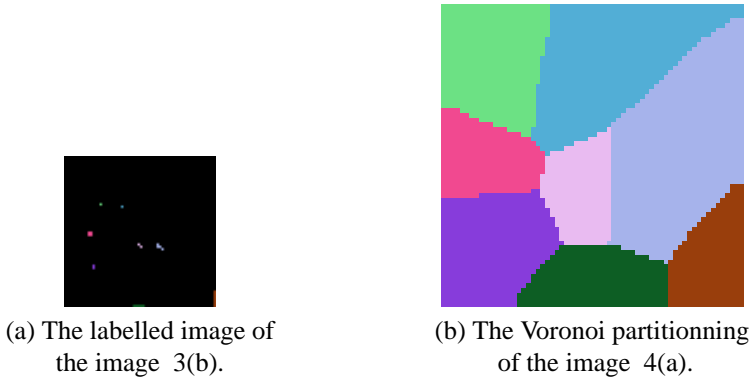 (a) The labelled image of
the image 3(b).
(b) The Voronoi partitionning
of the image 4(a).